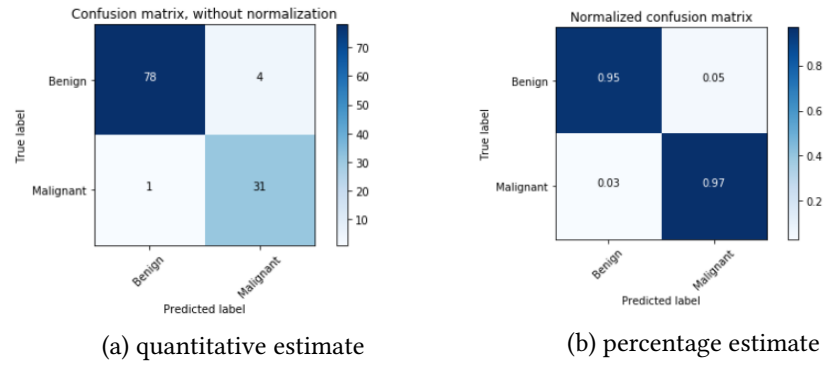 Confusion matrix, without normalization
Benign
Malignant
True label
78
4
1
31
70
60
50
40
30
20
10
Benign
Malignant
Predicted label
(a) quantitative estimate
Normalized confusion matrix
Benign
Malignant
True label
0.95
0.05
0.03
0.97
0.8
0.6
0.4
0.2
Benign
Malignant
Predicted label
(b) percentage estimate